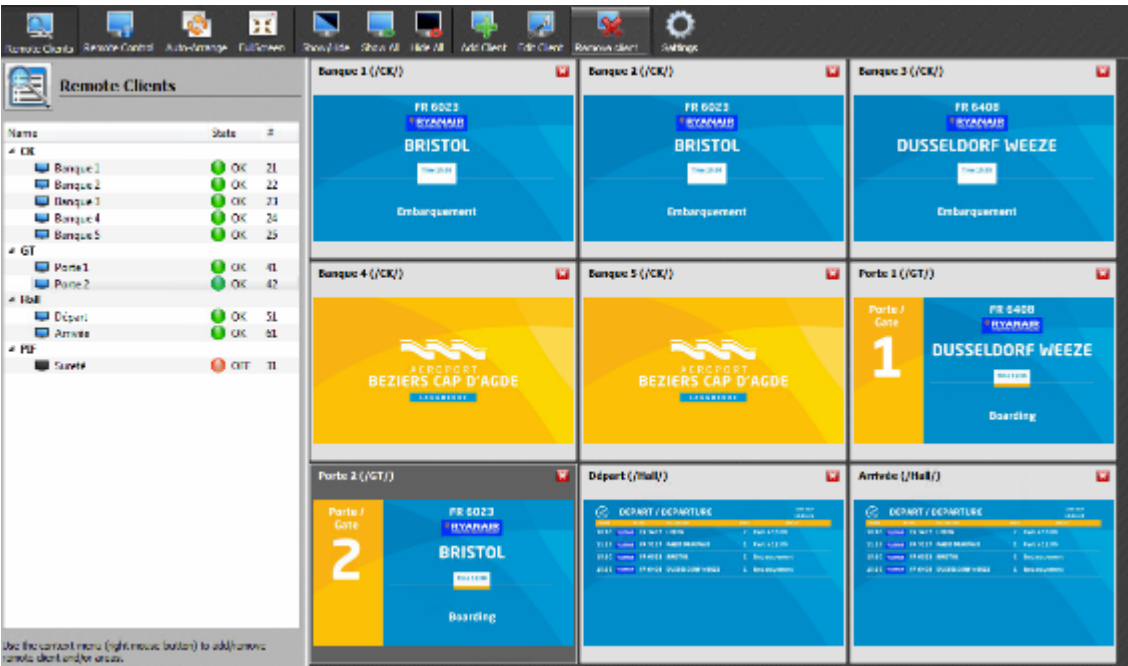 Remote Clients
Remote Control
Auto-Arrange
FullScreen
Show/Hide
Show All
Hide All
Add Client
Edit Client
Remove client
Settings
Remote Clients
Name State #
CK
Banque 1 OK 21
Banque 2 OK 22
Banque 3 OK 23
Banque 4 OK 24
Banque 5 OK 25
GT
Porte 1 OK 41
Porte 2 OK 42
Hall
Départ OK 51
Arrivée OK 61
PIF
Sureté OFF
Use the context menu (right mouse button) to add/remove
remote client and/or areas.
Banque 1 (/CK/)
FR 6023
RYANAIR
BRISTOL
Embarquement
Banque 2 (/CK/)
FR 6023
RYANAIR
BRISTOL
Embarquement
Banque 3 (/CK/)
FR 6408
RYANAIR
DUSSELDORF WEEZE
Embarquement
Banque 4 (/CK/)
AEROPORT
BEZIERS CAP D'AGDE
Banque 5 (/CK/)
AEROPORT
BEZIERS CAP D'AGDE
Porte 1 (/GT/)
Porte /
Gate
1
FR 6408
RYANAIR
DUSSELDORF WEEZE
Boarding
Porte 2 (/GT/)
Porte /
Gate
2
FR 6023
RYANAIR
BRISTOL
Boarding
Départ (/Hall/)
DEPART / DEPARTURE
Arrivée (/Hall/)
DEPART / DEPARTURE